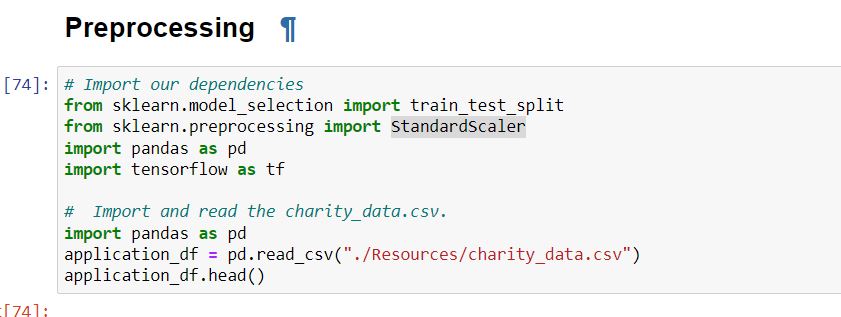 Preprocessing ¶
[74]: # Import our dependencies
from sklearn.model_selection import train_test_split
from sklearn.preprocessing import StandardScaler
import pandas as pd
import tensorflow as tf
#  Import and read the charity_data.csv.
import pandas as pd
application_df = pd.read_csv("./Resources/charity_data.csv")
application_df.head()
t[74]: